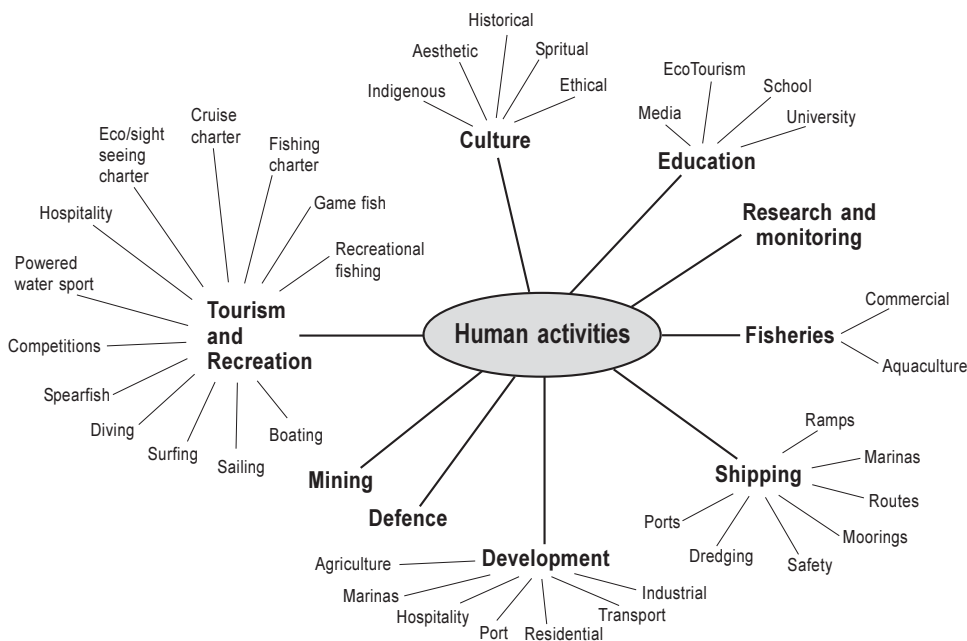 Historical
Aesthetic
Spritual
Indigenous
Ethical
Culture
EcoTourism
School
Media
University
Education
Research and
monitoring
Cruise
charter
Eco/sight
seeing
charter
Fishing
charter
Hospitality
Game fish
Powered
water sport
Recreational
fishing
Tourism
and
Recreation
Competitions
Spearfish
Diving
Surfing
Sailing
Boating
Human activities
Commercial
Fisheries
Aquaculture
Ramps
Marinas
Shipping
Routes
Ports
Moorings
Dredging
Safety
Mining
Defence
Development
Agriculture
Marinas
Hospitality
Port
Residential
Transport
Industrial